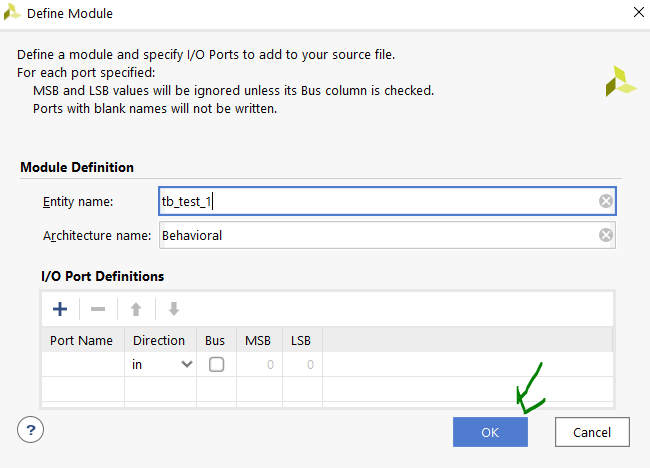 Define Module
Define a module and specify I/O Ports to add to your source file.
For each port specified:
MSB and LSB values will be ignored unless its Bus column is checked.
Ports with blank names will not be written.
Module Definition
Entity name: tb_test_1
Architecture name: Behavioral
I/O Port Definitions
Port Name Direction Bus MSB LSB
in 0 0
? OK Cancel